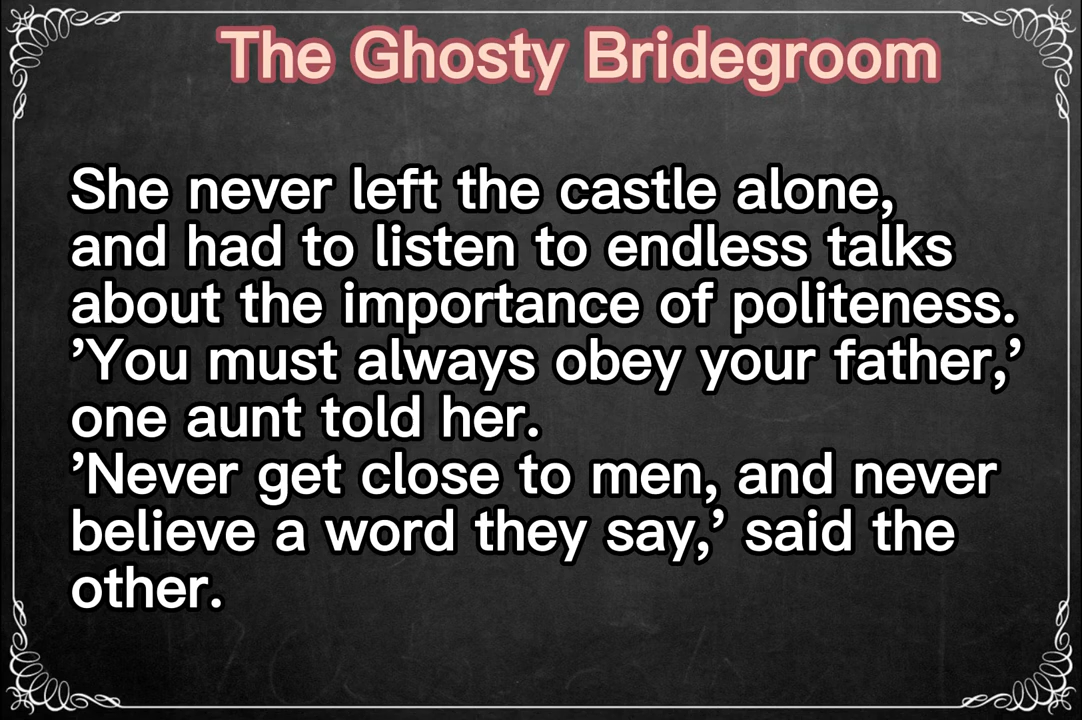 The Ghosty Bridegroom
She never left the castle alone,
and had to listen to endless talks
about the importance of politeness.
’You must always obey your father,’
one aunt told her.
’Never get close to men, and never
believe a word they say,’ said the
other.